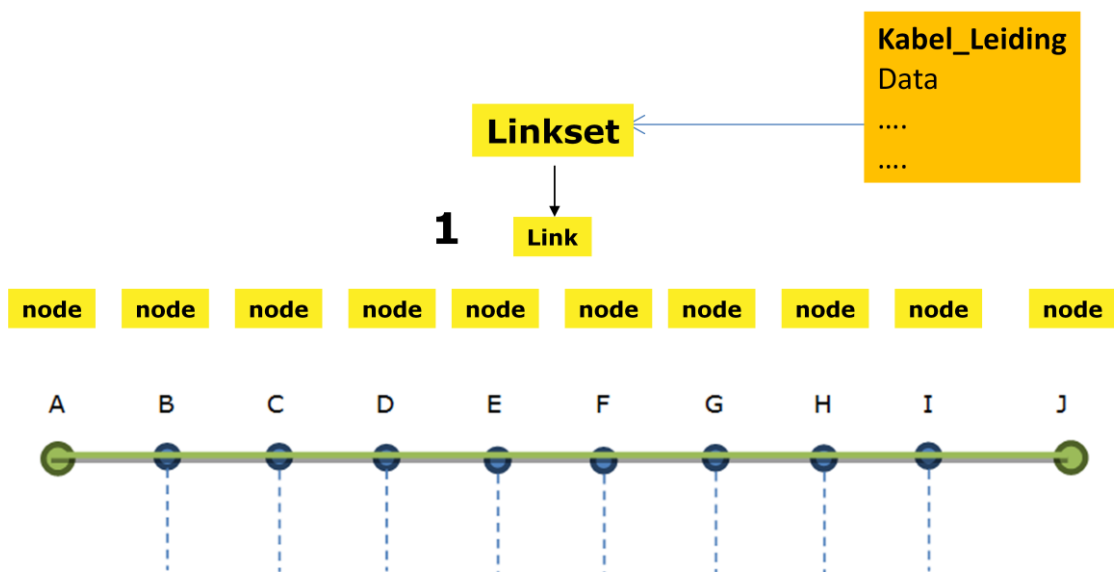 Kabel_Leiding
Data
....
....
Linkset
1
Link
node node node node node node node node node node
A B C D E F G H I J